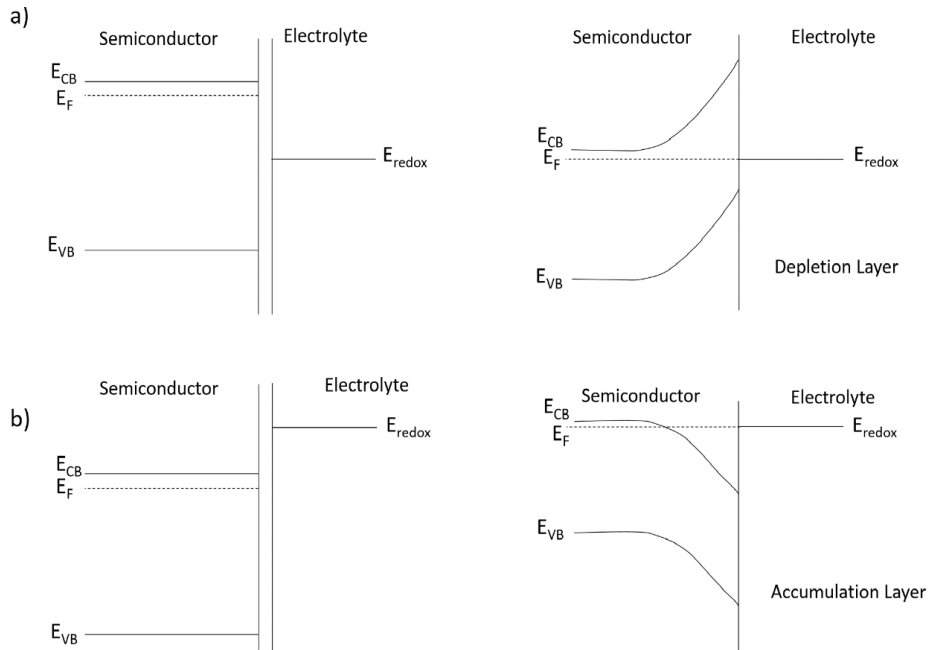 a)
Semiconductor
Electrolyte
E_CB
E_F
E_redox
E_VB
Semiconductor
Electrolyte
E_CB
E_F
E_redox
E_VB
Depletion Layer
b)
Semiconductor
Electrolyte
E_redox
E_CB
E_F
E_VB
Semiconductor
Electrolyte
E_CB
E_F
E_redox
E_VB
Accumulation Layer